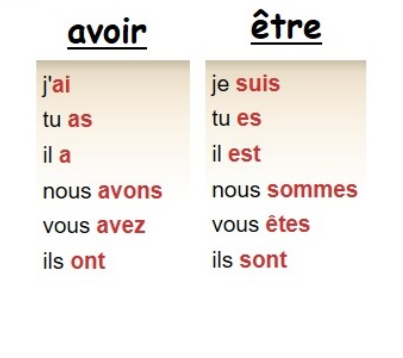 avoir
j'ai
tu as
il a
nous avons
vous avez
ils ont
être
je suis
tu es
il est
nous sommes
vous êtes
ils sont